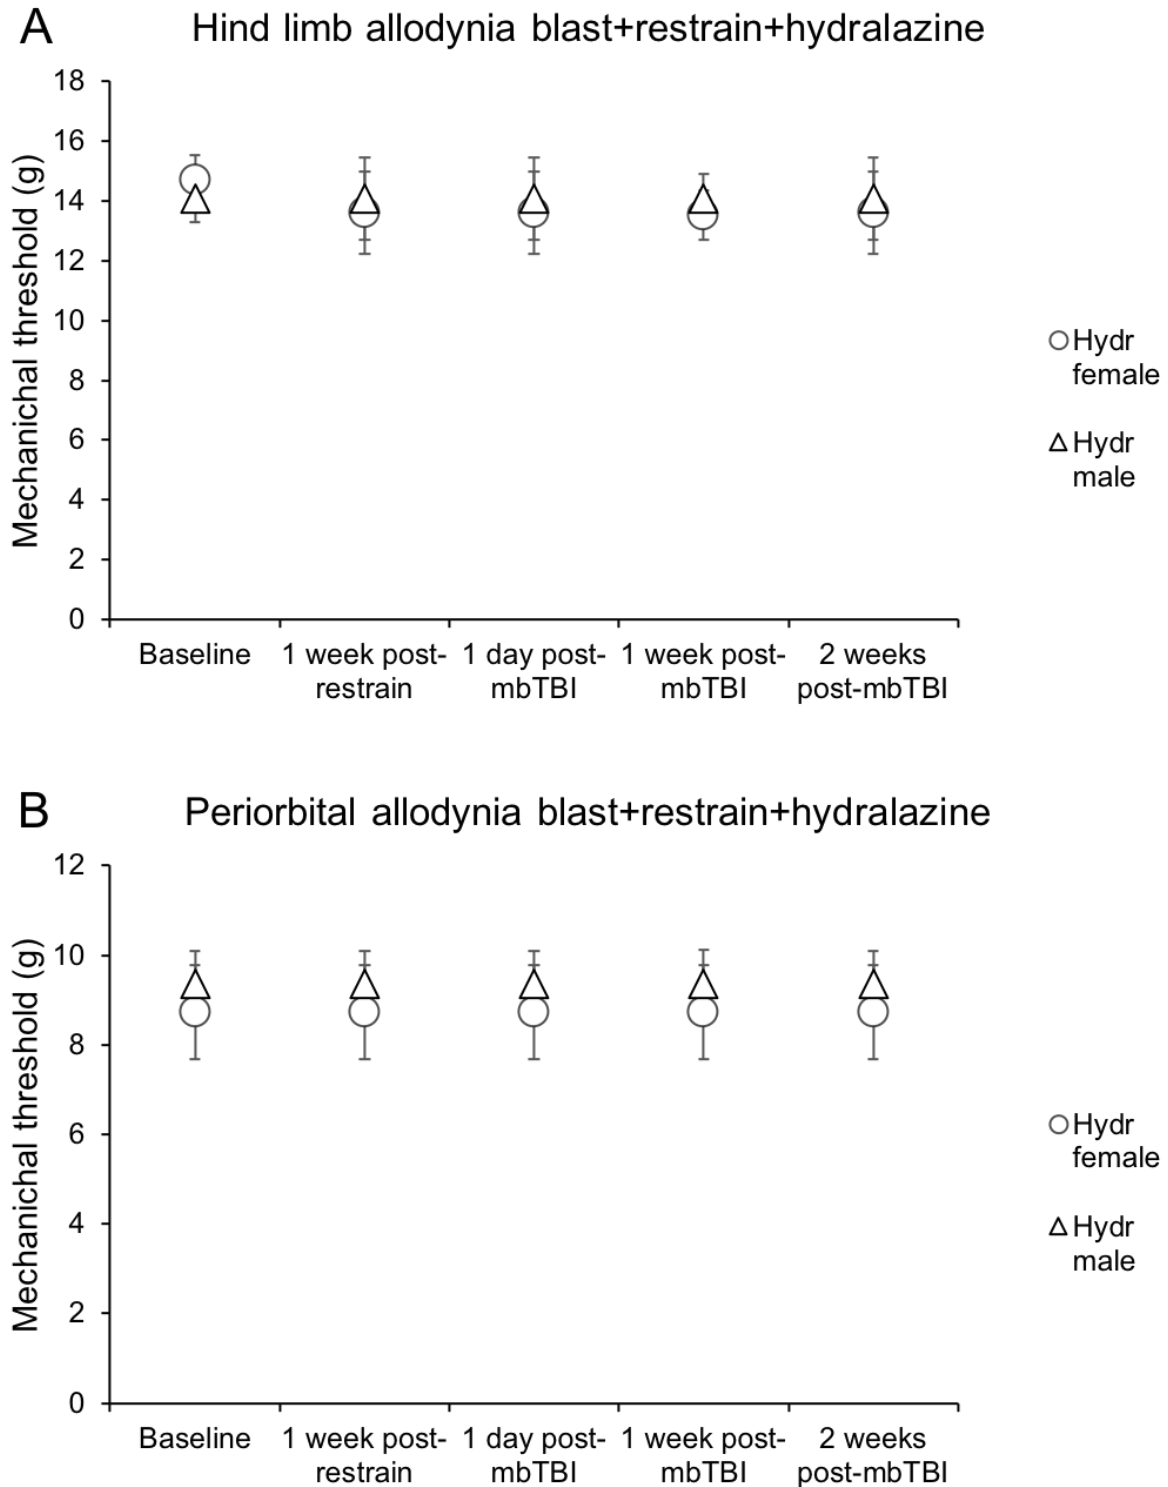 A
Hind limb allodynia blast+restrain+hydralazine
Mechanichal threshold (g)
18
16
14
12
10
8
6
4
2
0
Baseline
1 week post-
restrain
1 day post-
mbTBI
1 week post-
mbTBI
2 weeks
post-mbTBI
Hydr
female
Hydr
male
B
Periorbital allodynia blast+restrain+hydralazine
Mechanichal threshold (g)
12
10
8
6
4
2
0
Baseline
1 week post-
restrain
1 day post-
mbTBI
1 week post-
mbTBI
2 weeks
post-mbTBI
Hydr
female
Hydr
male